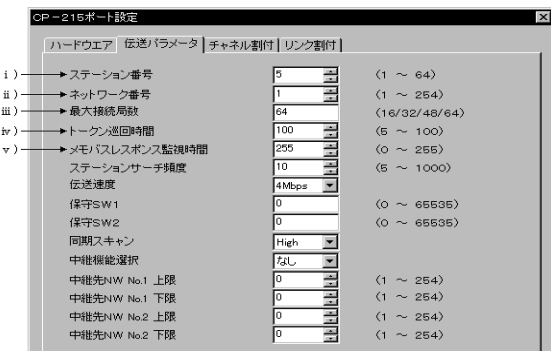 CP-215ポート設定
ハードウエア 伝送パラメータ チャネル割付 リンク割付
i) ステーション番号 5 (1 ～ 64)
ii) ネットワーク番号 1 (1 ～ 254)
iii) 最大接続局数 64 (16/32/48/64)
iv) トークン巡回時間 100 (5 ～ 100)
v) メモバスレスポンス監視時間 255 (0 ～ 255)
ステーションサーチ頻度 10 (5 ～ 1000)
伝送速度 4Mbps
保守SW1 0 (0 ～ 65535)
保守SW2 0 (0 ～ 65535)
同期スキャン High
中継機能選択 なし
中継先NW No.1 上限 0 (1 ～ 254)
中継先NW No.1 下限 0 (1 ～ 254)
中継先NW No.2 上限 0 (1 ～ 254)
中継先NW No.2 下限 0 (1 ～ 254)